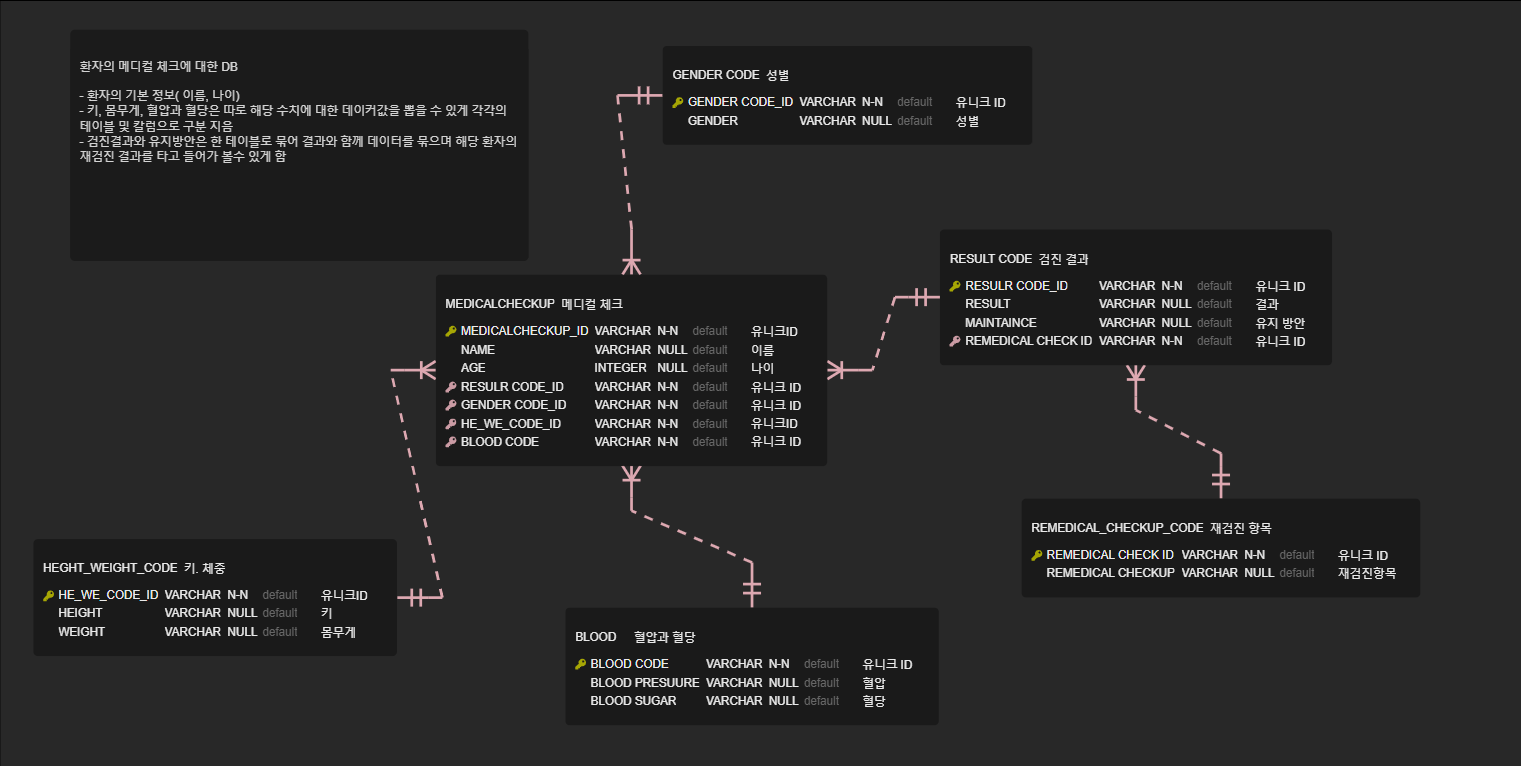 환자의 메디컬 체크에 대한 DB
- 환자의 기본 정보( 이름, 나이)
- 키, 몸무게, 혈압과 혈당은 따로 해당 수치에 대한 데이커값을 뽑을 수 있게 각각의
테이블 및 칼럼으로 구분 지음
- 검진결과와 유지방안은 한 테이블로 묶어 결과와 함께 데이터를 묶으며 해당 환자의
재검진 결과를 타고 들어가 볼수 있게 함
GENDER CODE 성별
GENDER CODE_ID VARCHAR N-N default 유니크 ID
GENDER VARCHAR NULL default 성별
RESULT CODE 검진 결과
RESULR CODE_ID VARCHAR N-N default 유니크 ID
RESULT VARCHAR NULL default 결과
MAINTAINCE VARCHAR NULL default 유지 방안
REMEDICAL CHECK ID VARCHAR N-N default 유니크 ID
MEDICALCHECKUP 메디컬 체크
MEDICALCHECKUP_ID VARCHAR N-N default 유니크ID
NAME VARCHAR NULL default 이름
AGE INTEGER NULL default 나이
RESULR CODE_ID VARCHAR N-N default 유니크 ID
GENDER CODE_ID VARCHAR N-N default 유니크 ID
HE_WE_CODE_ID VARCHAR N-N default 유니크ID
BLOOD CODE VARCHAR N-N default 유니크 ID
REMEDICAL_CHECKUP_CODE 재검진 항목
REMEDICAL CHECK ID VARCHAR N-N default 유니크 ID
REMEDICAL CHECKUP VARCHAR NULL default 재검진항목
HEGHT_WEIGHT_CODE 키. 체중
HE_WE_CODE_ID VARCHAR N-N default 유니크ID
HEIGHT VARCHAR NULL default 키
WEIGHT VARCHAR NULL default 몸무게
BLOOD 혈압과 혈당
BLOOD CODE VARCHAR N-N default 유니크 ID
BLOOD PRESUURE VARCHAR NULL default 혈압
BLOOD SUGAR VARCHAR NULL default 혈당